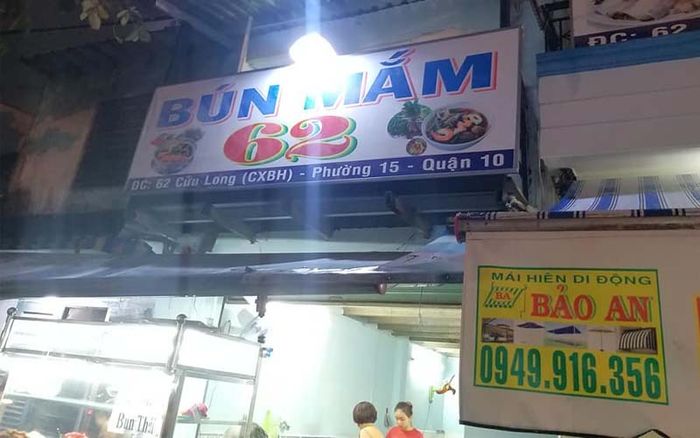 BÚN MẮM
62
ĐC: 62 Cửu Long (CXBH) - Phường 15 - Quận 10
ĐC: 62
MÁI HIÊN DI ĐỘNG
BA
BẢO AN
0949.916.356
Bún Thái